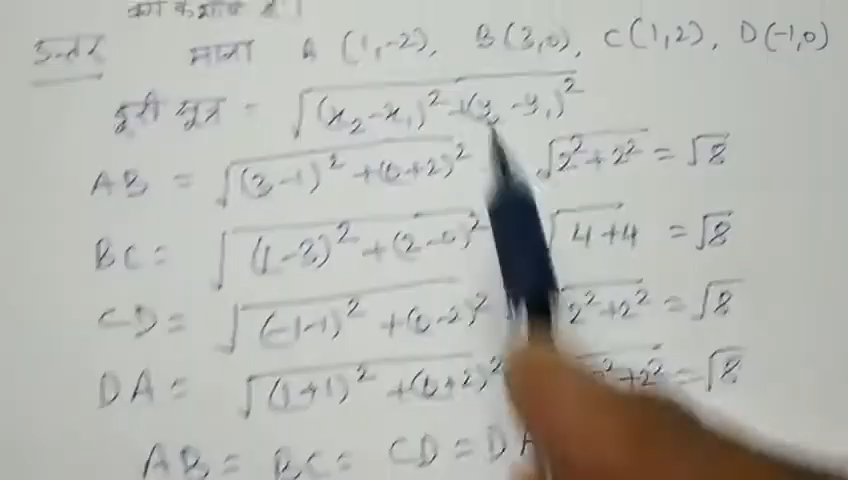 उत्तर माना A (1,-2), B(3,0), C(1,2), D(-1,0)
दूरी सूत्र = √(x₂-x₁)²+(y₂-y₁)²
AB = √(3-1)²+(0+2)² √2²+2² = √8
BC = √(1-3)²+(2-0)² √4+4 = √8
CD = √(-1-1)²+(0-2)² √2²+2² = √8
DA = √(1+1)²+(0+2)² 2²+2² = √8
AB = BC = CD = DA